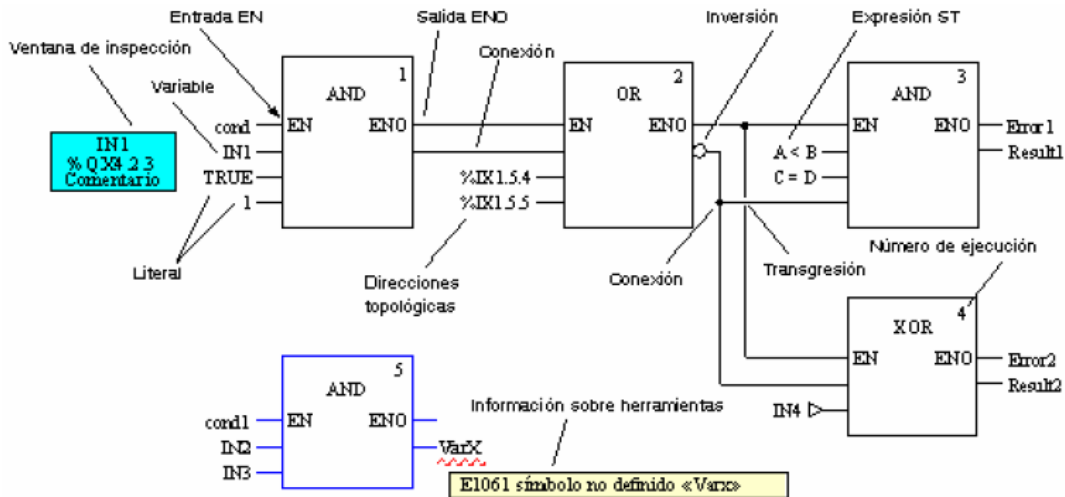 Entrada EN
Salida ENO
Inversión
Expresión ST
Ventana de inspección
Conexión
Variable
1
AND
EN ENO
cond
IN1
TRUE
1
IN1
%QX4.2.3
Comentario
Literal
2
OR
EN ENO
%IX1.5.4
%IX1.5.5
Direcciones
topológicas
3
AND
EN ENO
A < B
C = D
Error1
Result1
Conexión
Transgresión
Número de ejecución
4
XOR
EN ENO
IN4
Error2
Result2
5
AND
EN ENO
cond1
IN2
IN3
VarX
Información sobre herramientas
E1061 símbolo no definido «Varx»